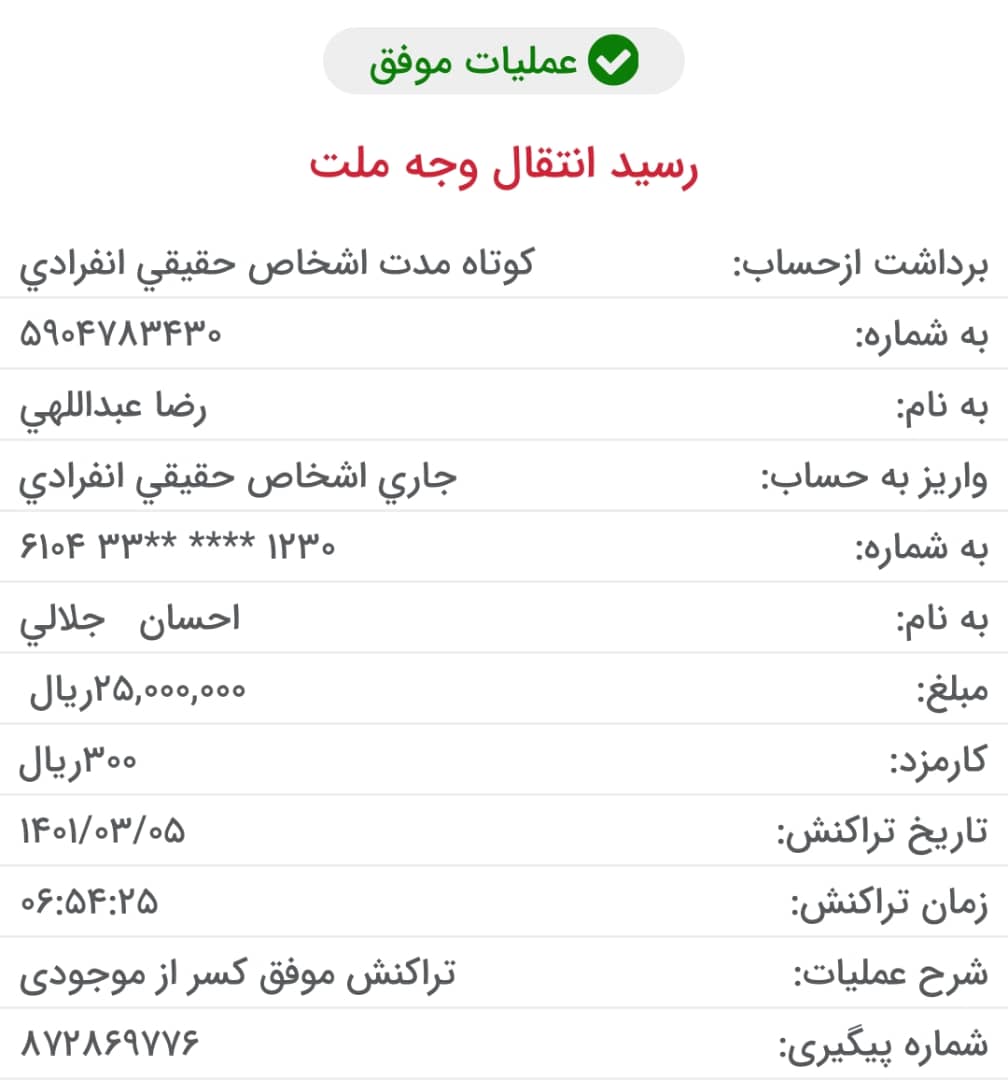 عملیات موفق
رسید انتقال وجه ملت
برداشت ازحساب: کوتاه مدت اشخاص حقيقي انفرادي
به شماره: ۵۹۰۴۷۸۳۴۳۰
به نام: رضا عبداللهي
واریز به حساب: جاري اشخاص حقيقي انفرادي
به شماره: ۶۱۰۴ ۳۳** **** ۱۲۳۰
به نام: احسان جلالي
مبلغ: ۲۵,۰۰۰,۰۰۰ریال
کارمزد: ۳۰۰ریال
تاریخ تراکنش: ۱۴۰۱/۰۳/۰۵
زمان تراکنش: ۰۶:۵۴:۲۵
شرح عملیات: تراکنش موفق کسر از موجودی
شماره پیگیری: ۸۷۲۸۶۹۷۷۶